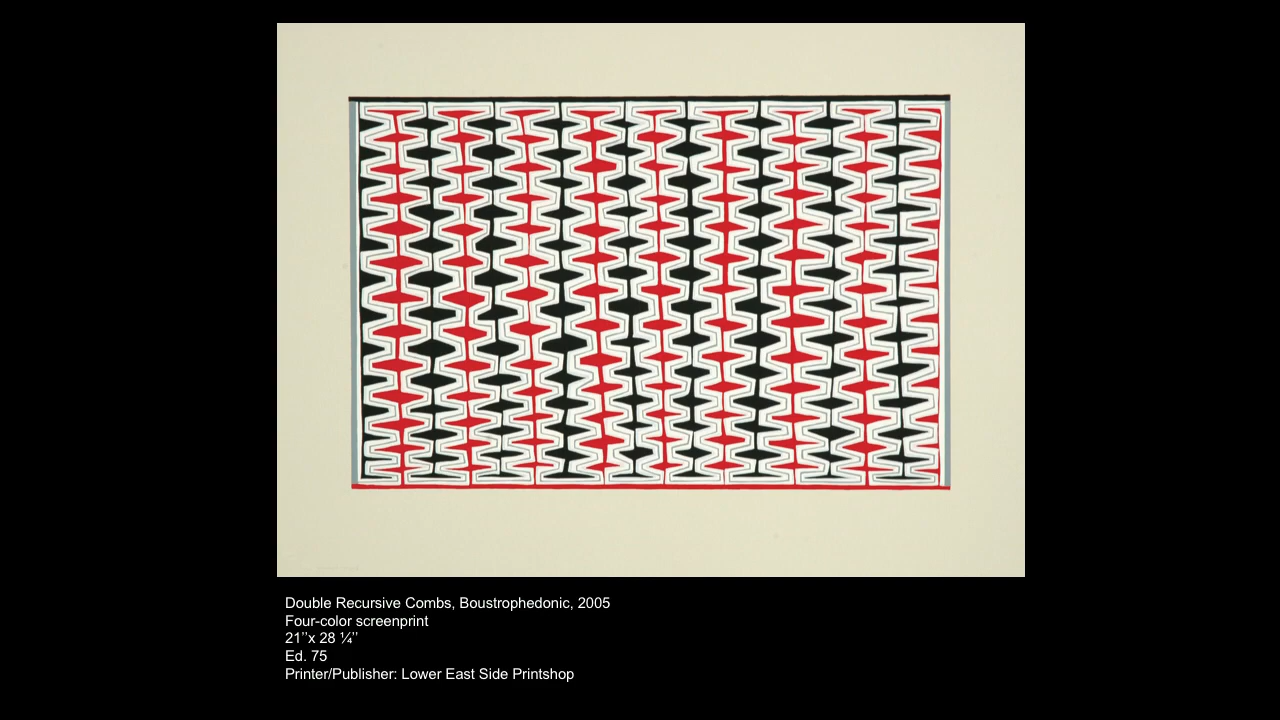 Double Recursive Combs, Boustrophedonic, 2005
Four-color screenprint
21’’x 28 ¼’’
Ed. 75
Printer/Publisher: Lower East Side Printshop